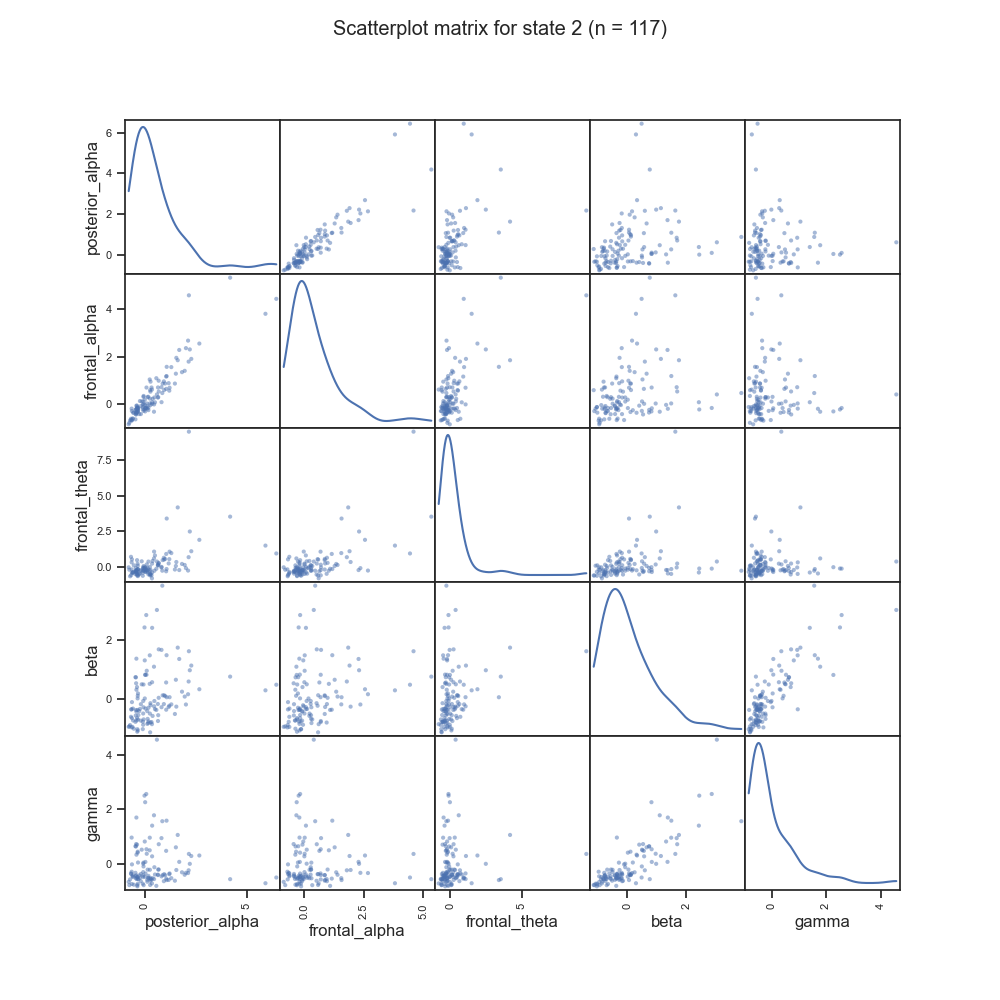 Scatterplot matrix for state 2 (n = 117)
posterior_alpha
6
4
2
0
frontal_alpha
4
2
0
frontal_theta
7.5
5.0
2.5
0.0
beta
2
0
gamma
4
2
0
0 5
0.0 2.5 5.0
0 5
0 2
0 2 4
posterior_alpha frontal_alpha frontal_theta beta gamma